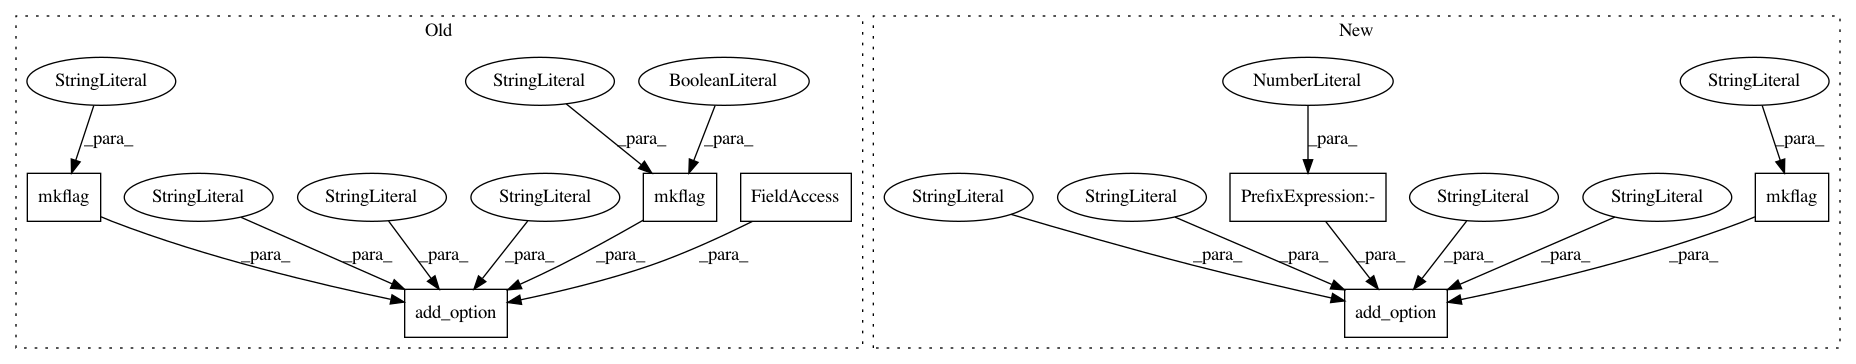 Old
New
StringLiteral
StringLiteral
BooleanLiteral
NumberLiteral
StringLiteral
_para_
_para_
_para_
_para_
_para_
mkflag
StringLiteral
StringLiteral
StringLiteral
mkflag
FieldAccess
StringLiteral
StringLiteral
PrefixExpression:-
StringLiteral
StringLiteral
mkflag
_para_
_para_
_para_
_para_
_para_
_para_
_para_
_para_
_para_
_para_
_para_
_para_
add_option
add_option